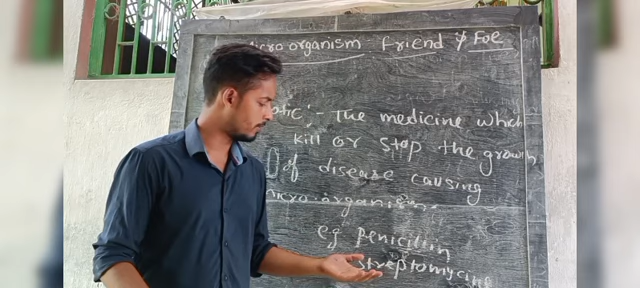 micro organism friend & Foe
otic :- The medicine which
kill or stop the growth
of disease causing
micro-organism.
eg penicillin
streptomycine